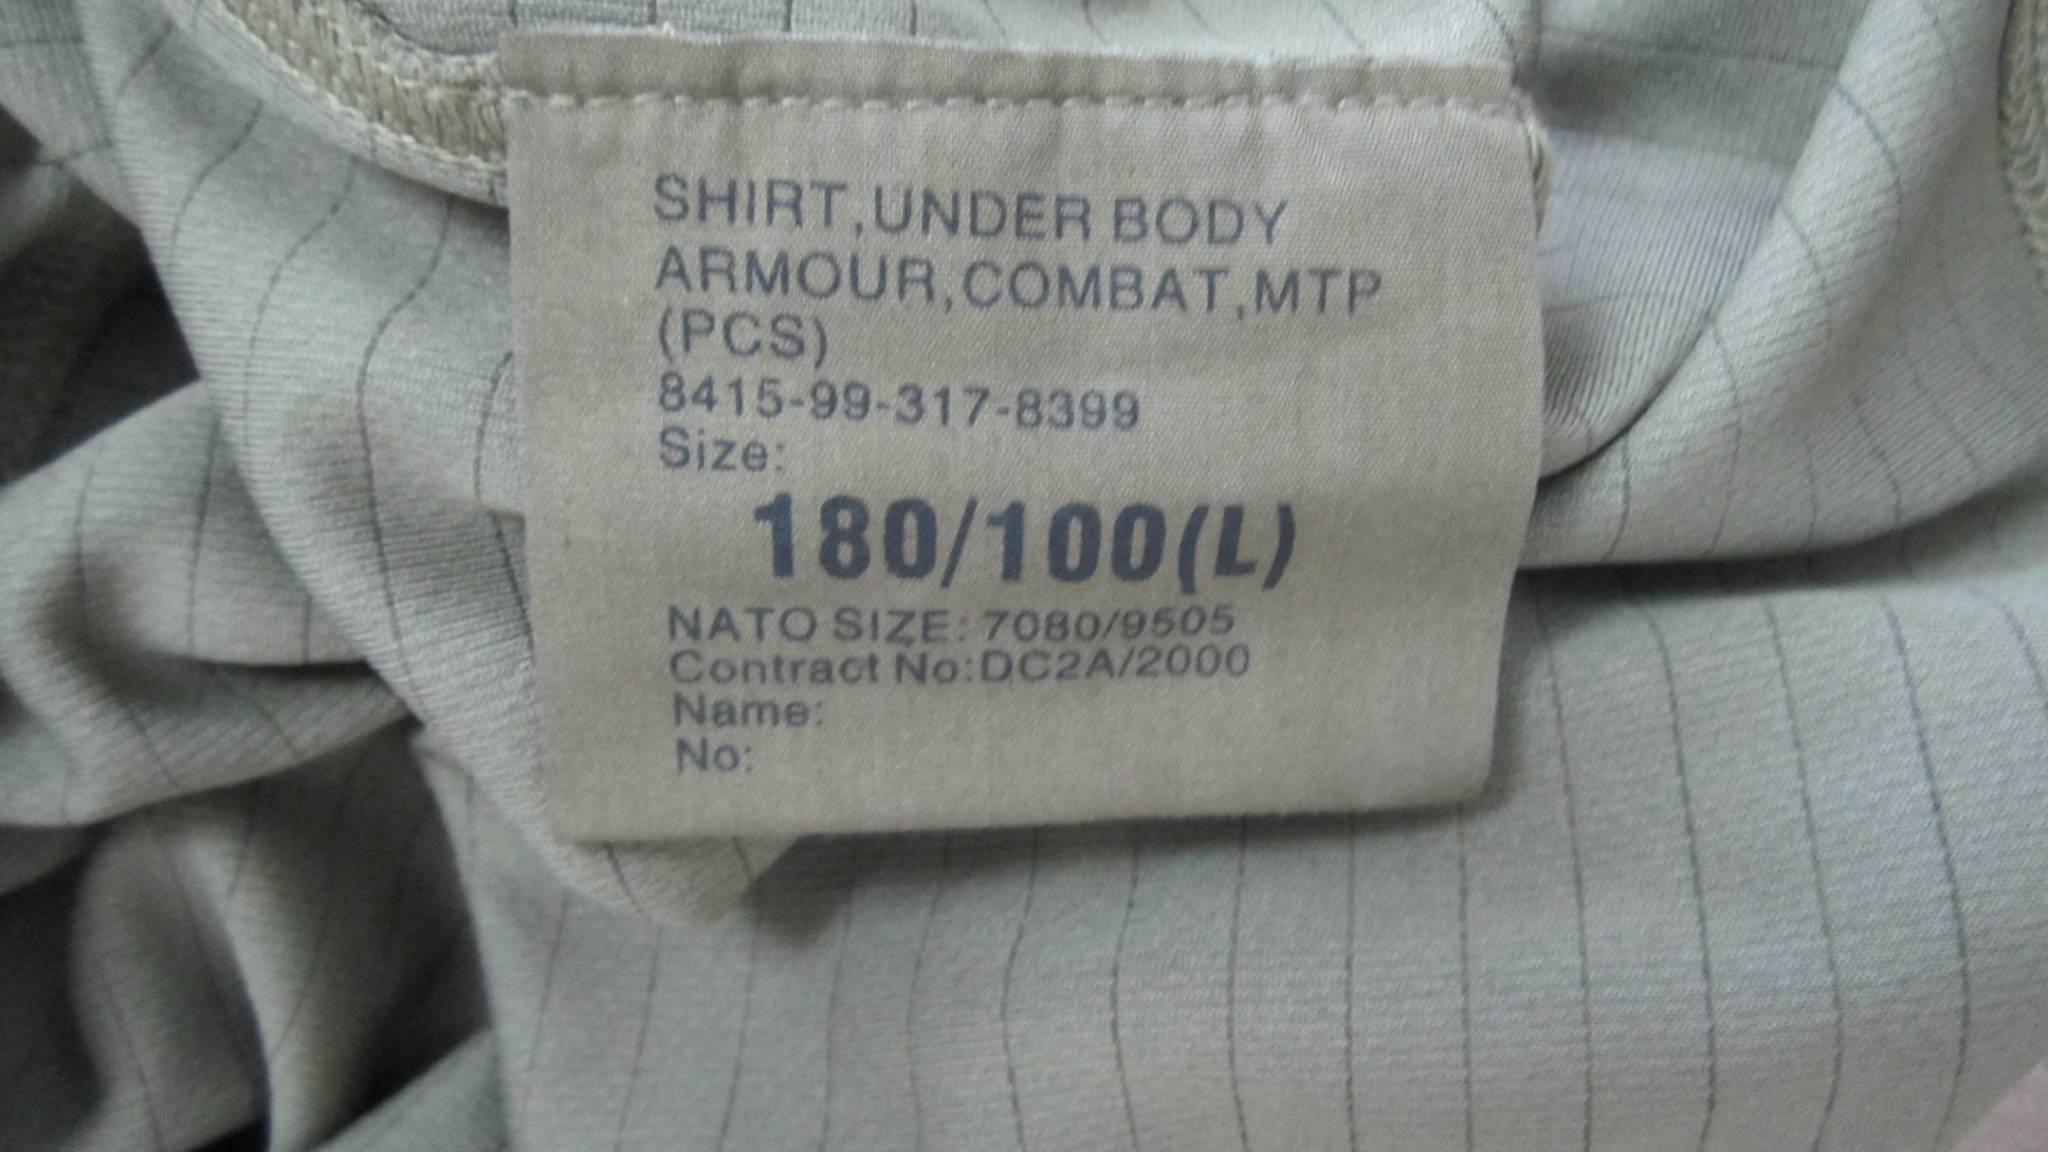 SHIRT,UNDER BODY
ARMOUR,COMBAT,MTP
(PCS)
8415-99-317-8399
Size:
180/100(L)
NATO SIZE: 7080/9505
Contract No:DC2A/2000
Name:
No: